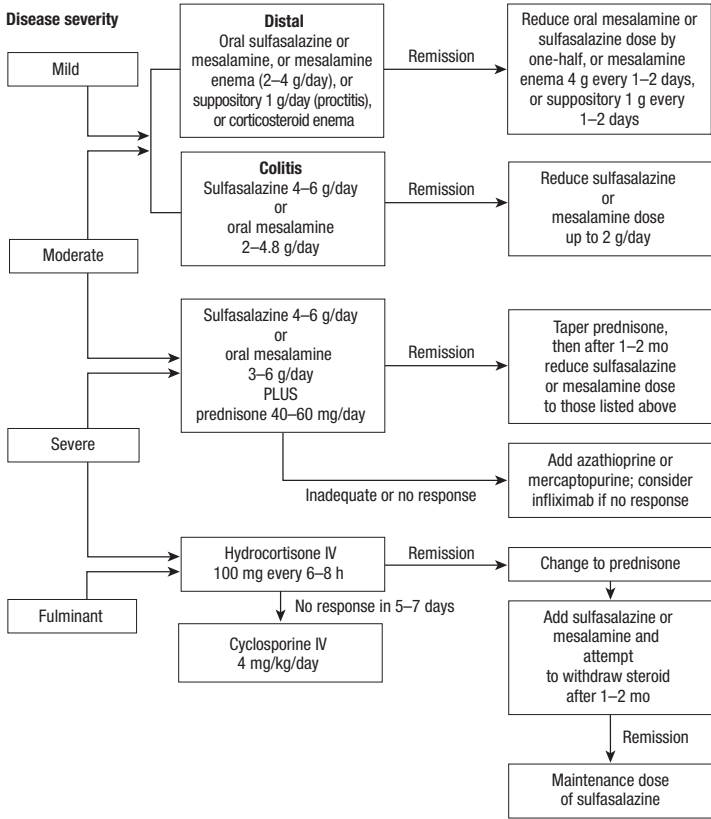 Disease severity
Mild
Distal
Oral sulfasalazine or
mesalamine, or mesalamine
enema (2–4 g/day), or
suppository 1 g/day (proctitis),
or corticosteroid enema
Remission
Reduce oral mesalamine or
sulfasalazine dose by
one-half, or mesalamine
enema 4 g every 1–2 days,
or suppository 1 g every
1–2 days
Colitis
Sulfasalazine 4–6 g/day
or
oral mesalamine
2–4.8 g/day
Remission
Reduce sulfasalazine
or
mesalamine dose
up to 2 g/day
Moderate
Sulfasalazine 4–6 g/day
or
oral mesalamine
3–6 g/day
PLUS
prednisone 40–60 mg/day
Remission
Taper prednisone,
then after 1–2 mo
reduce sulfasalazine
or mesalamine dose
to those listed above
Severe
Inadequate or no response
Add azathioprine or
mercaptopurine; consider
infliximab if no response
Hydrocortisone IV
100 mg every 6–8 h
Remission
Change to prednisone
Fulminant
No response in 5–7 days
Cyclosporine IV
4 mg/kg/day
Add sulfasalazine or
mesalamine and
attempt
to withdraw steroid
after 1–2 mo
Remission
Maintenance dose
of sulfasalazine